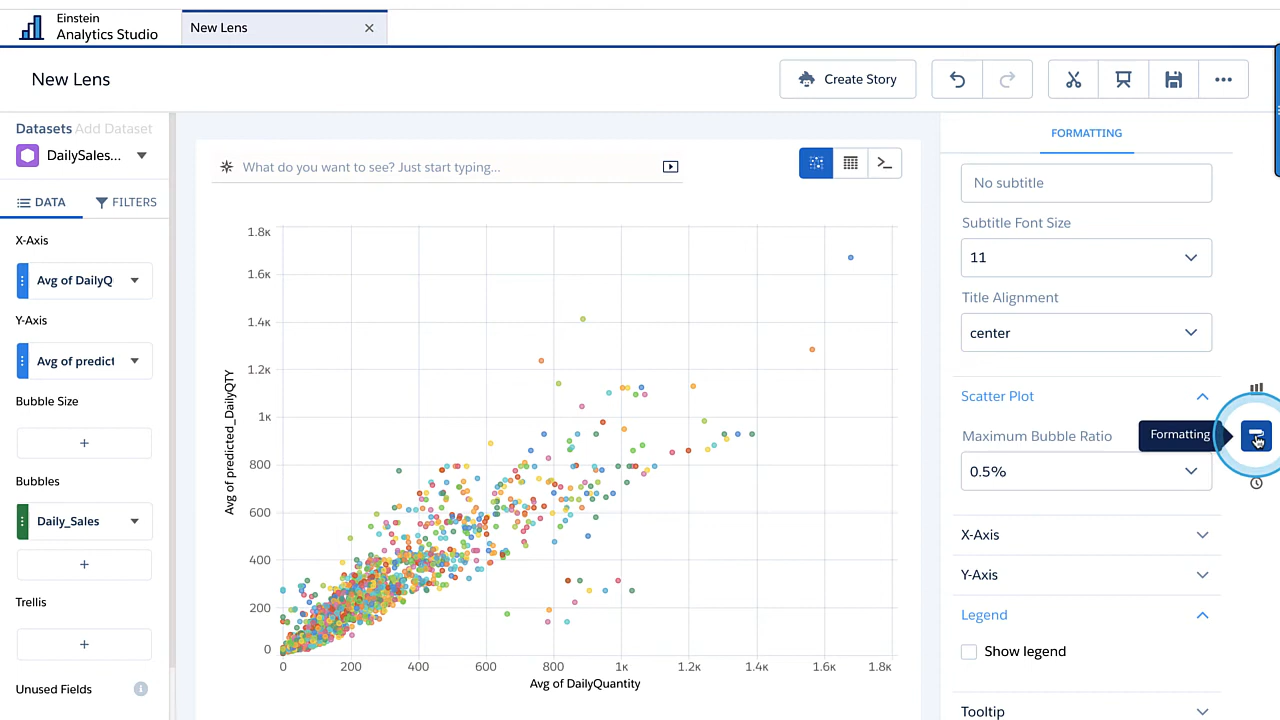 Einstein
Analytics Studio
New Lens
New Lens
Create Story
Datasets Add Dataset
DailySales...
DATA
FILTERS
X-Axis
Avg of DailyQ
Y-Axis
Avg of predict
Bubble Size
+
Bubbles
Daily_Sales
+
Trellis
+
Unused Fields
What do you want to see? Just start typing...
1.8K
1.6K
1.4K
1.2K
1K
800
600
400
200
0
Avg of predicted_DailyQTY
0 200 400 600 800 1K 1.2K 1.4K 1.6K 1.8K
Avg of DailyQuantity
FORMATTING
No subtitle
Subtitle Font Size
11
Title Alignment
center
Scatter Plot
Maximum Bubble Ratio
Formatting
0.5%
X-Axis
Y-Axis
Legend
Show legend
Tooltip